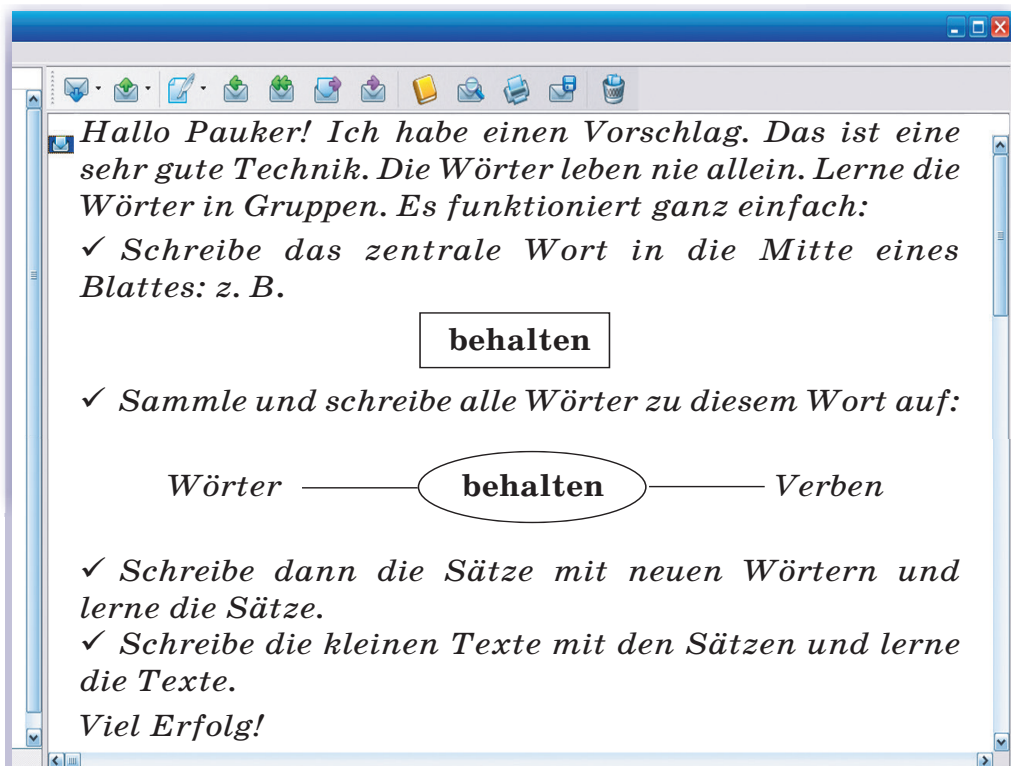 Hallo Pauker! Ich habe einen Vorschlag. Das ist eine
sehr gute Technik. Die Wörter leben nie allein. Lerne die
Wörter in Gruppen. Es funktioniert ganz einfach:
✓ Schreibe das zentrale Wort in die Mitte eines
Blattes: z. B.
behalten
✓ Sammle und schreibe alle Wörter zu diesem Wort auf:
Wörter behalten Verben
✓ Schreibe dann die Sätze mit neuen Wörtern und
lerne die Sätze.
✓ Schreibe die kleinen Texte mit den Sätzen und lerne
die Texte.
Viel Erfolg!